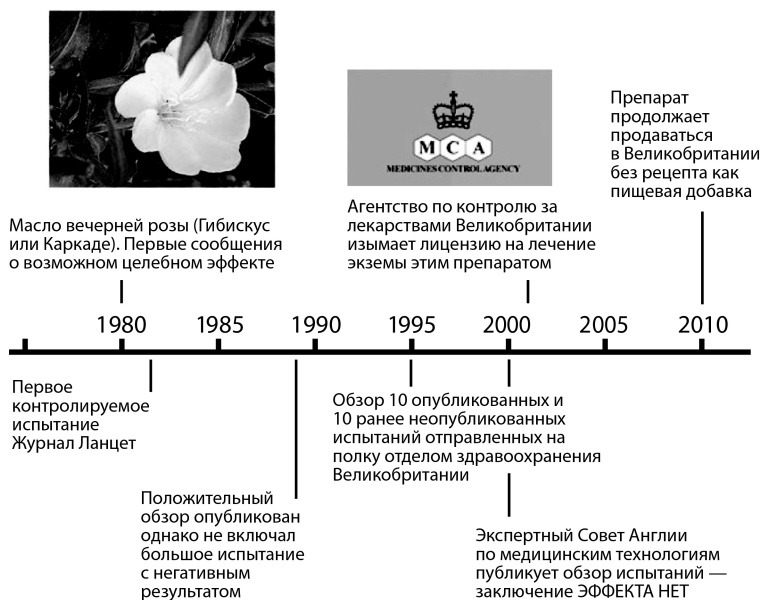 M C A
MEDICINES CONTROL AGENCY
Препарат
продолжает
продаваться
в Великобритании
без рецепта как
пищевая добавка
Масло вечерней розы (Гибискус
или Каркаде). Первые сообщения
о возможном целебном эффекте
Агентство по контролю за
лекарствами Великобритании
изымает лицензию на лечение
экземы этим препаратом
1980 1985 1990 1995 2000 2005 2010
Первое
контролируемое
испытание
Журнал Ланцет
Обзор 10 опубликованных и
10 ранее неопубликованных
испытаний отправленных на
полку отделом здравоохранения
Великобритании
Положительный
обзор опубликован
однако не включал
большое испытание
с негативным
результатом
Экспертный Совет Англии
по медицинским технологиям
публикует обзор испытаний —
заключение ЭФФЕКТА НЕТ